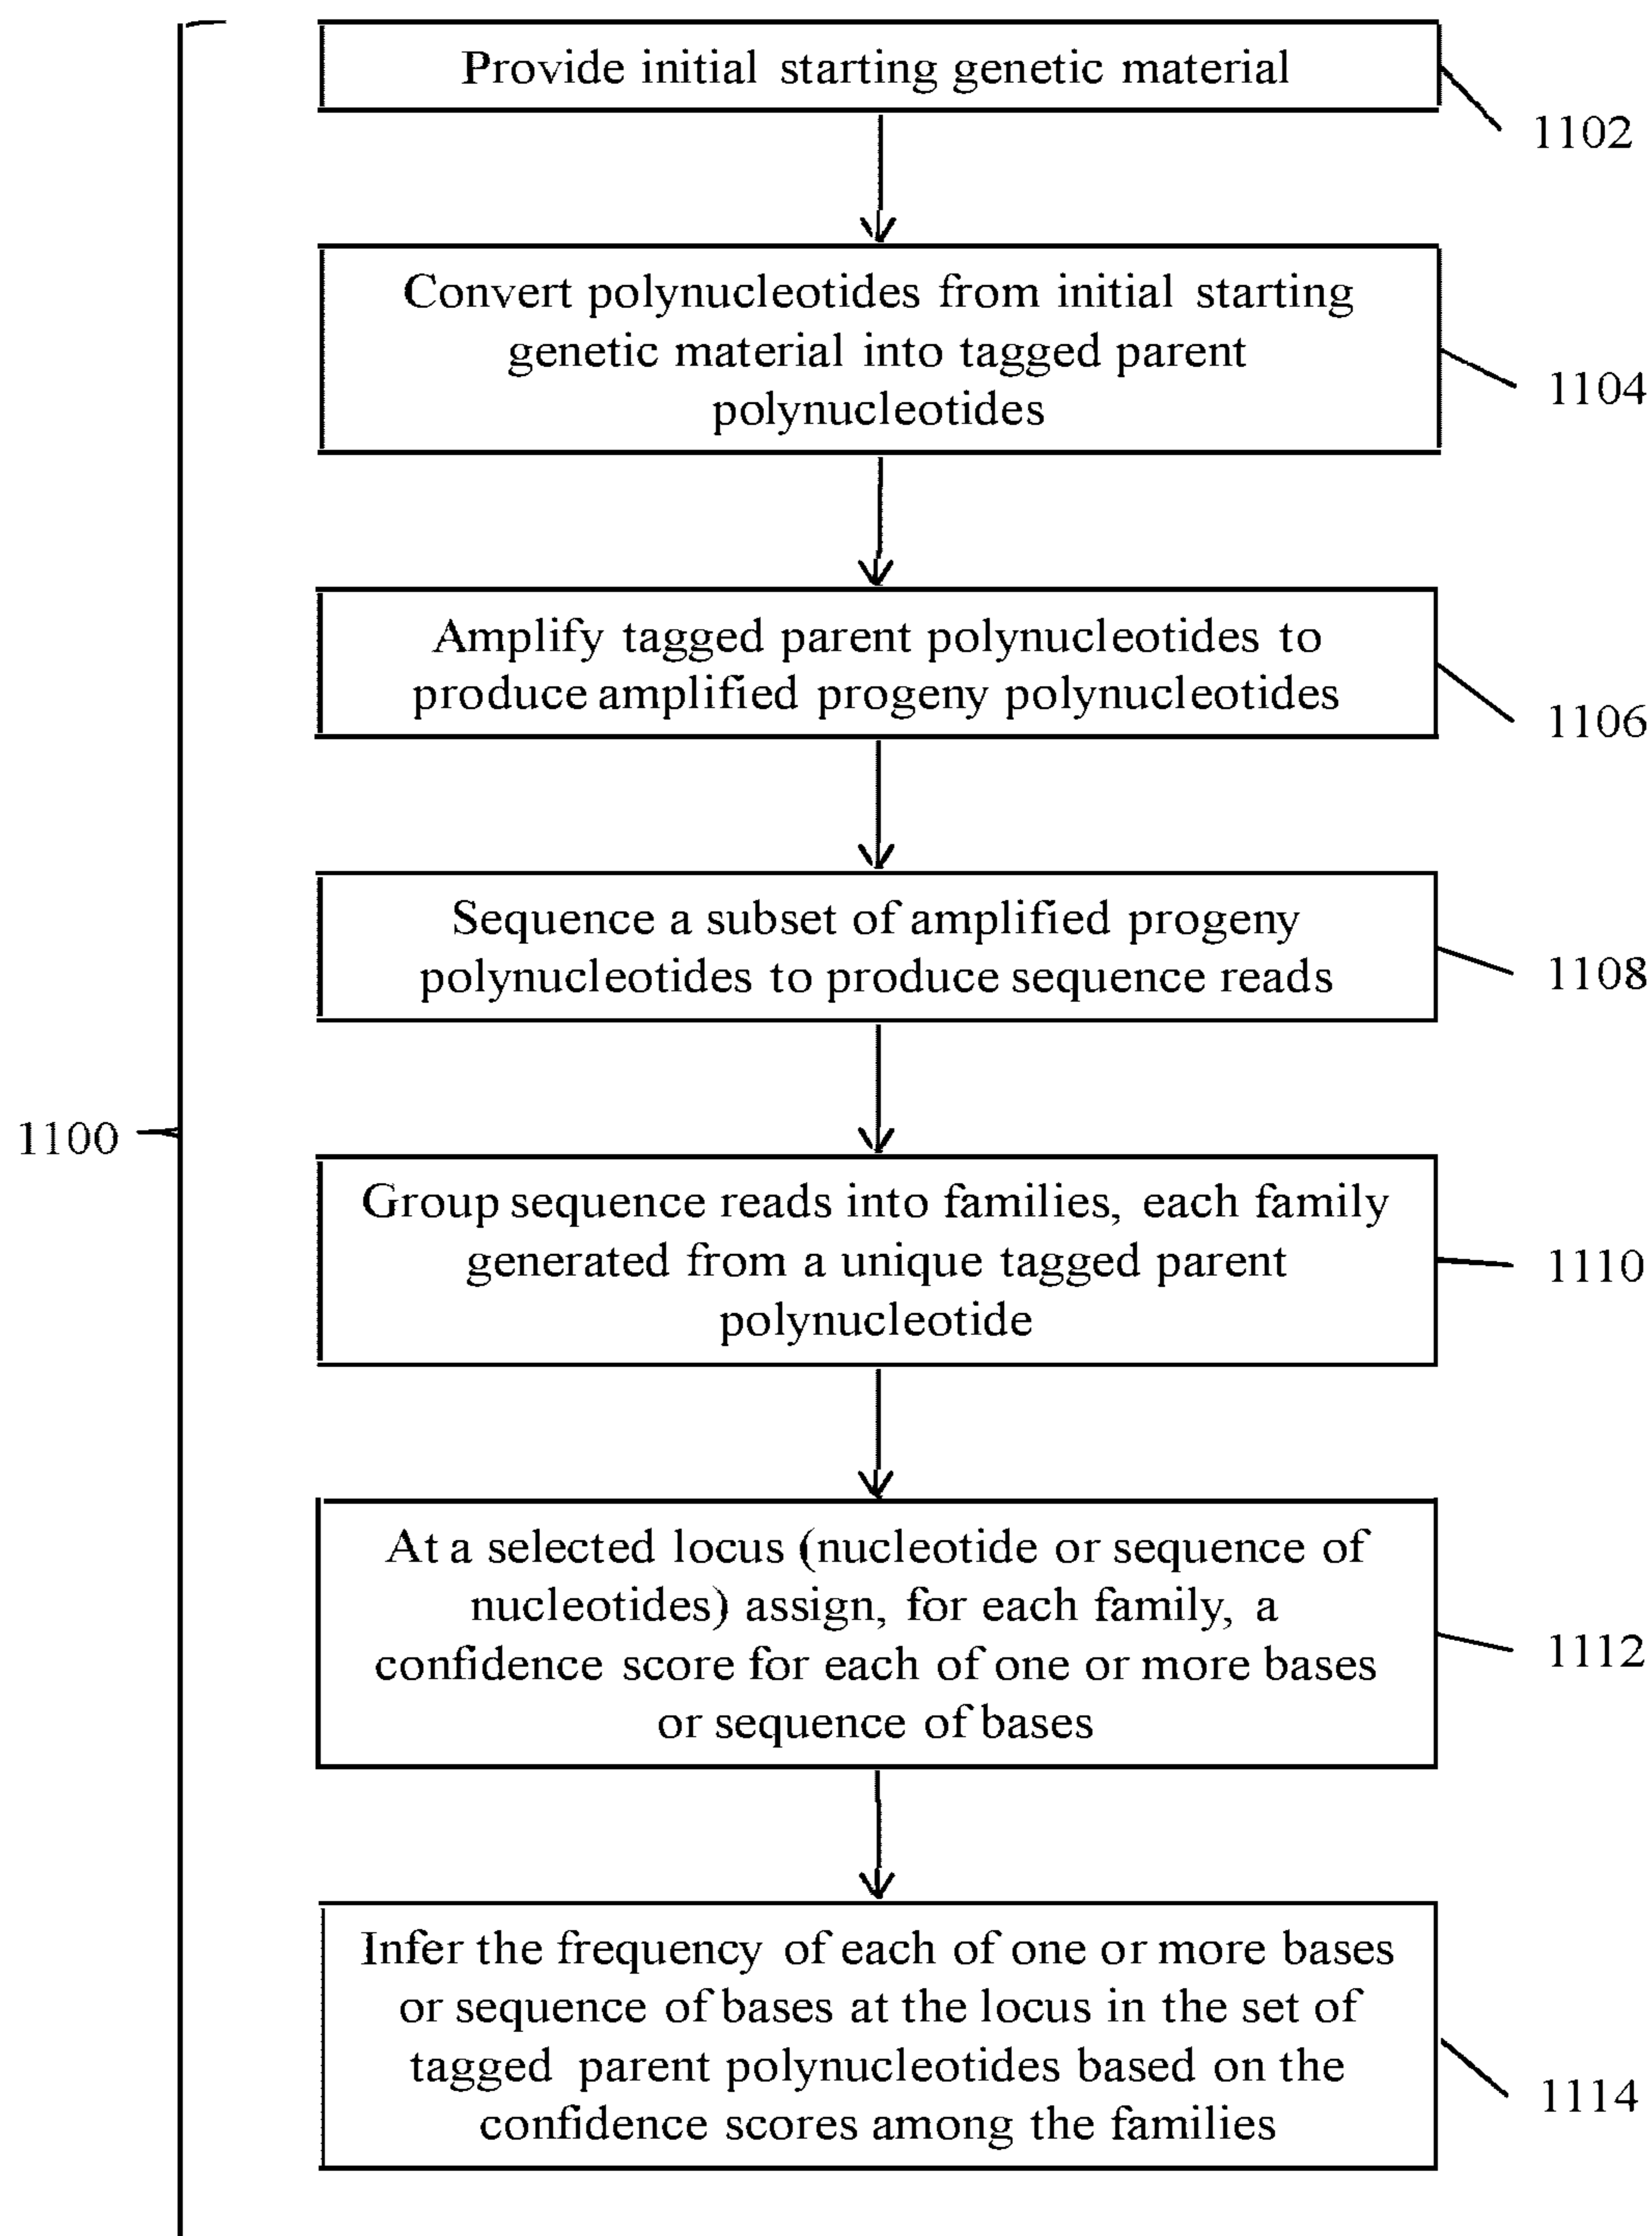 Provide initial starting genetic material
1102
Convert polynucleotides from initial starting
genetic material into tagged parent
polynucleotides
1104
Amplify tagged parent polynucleotides to
produce amplified progeny polynucleotides
1106
Sequence a subset of amplified progeny
polynucleotides to produce sequence reads
1108
1100
Group sequence reads into families, each family
generated from a unique tagged parent
polynucleotide
1110
At a selected locus (nucleotide or sequence of
nucleotides) assign, for each family, a
confidence score for each of one or more bases
or sequence of bases
1112
Infer the frequency of each of one or more bases
or sequence of bases at the locus in the set of
tagged parent polynucleotides based on the
confidence scores among the families
1114